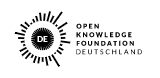 DE
OPEN
KNOWLEDGE
FOUNDATION
DEUTSCHLAND